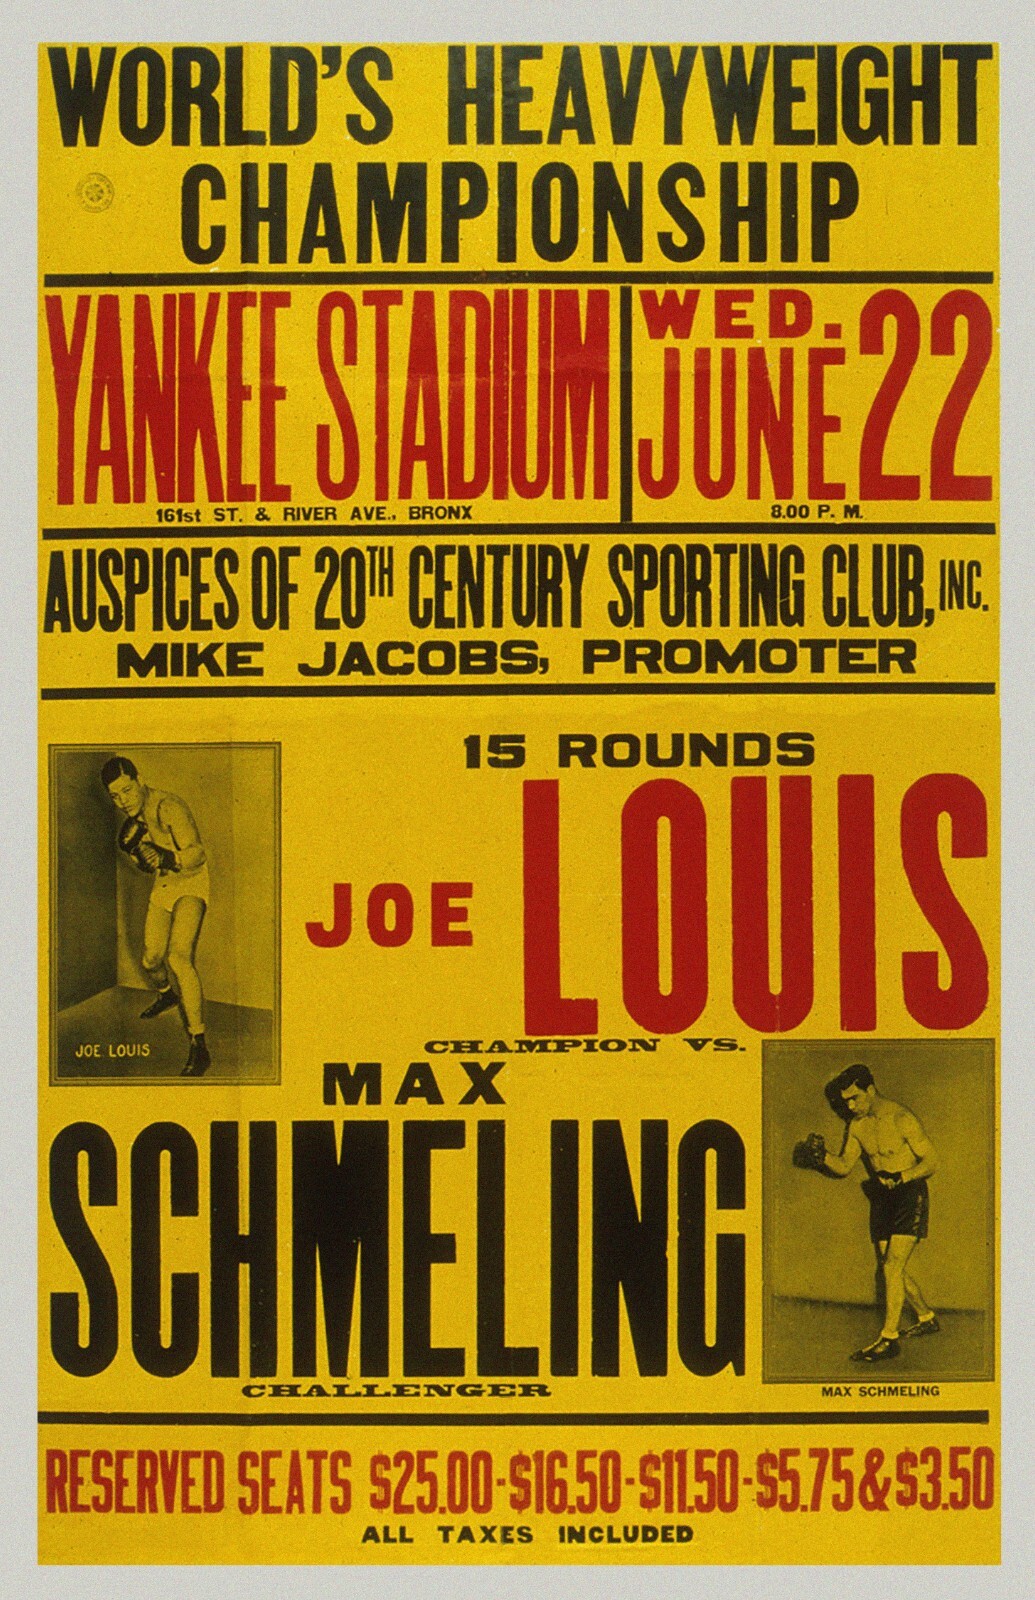 WORLD'S HEAVYWEIGHT
CHAMPIONSHIP
YANKEE STADIUM
161st ST. & RIVER AVE., BRONX
WED.
JUNE 22
8.00 P. M.
AUSPICES OF 20TH CENTURY SPORTING CLUB, INC.
MIKE JACOBS, PROMOTER
15 ROUNDS
JOE LOUIS
JOE LOUIS
CHAMPION VS.
MAX
SCHMELING
CHALLENGER
MAX SCHMELING
RESERVED SEATS $25.00-$16.50-$11.50-$5.75&$3.50
ALL TAXES INCLUDED